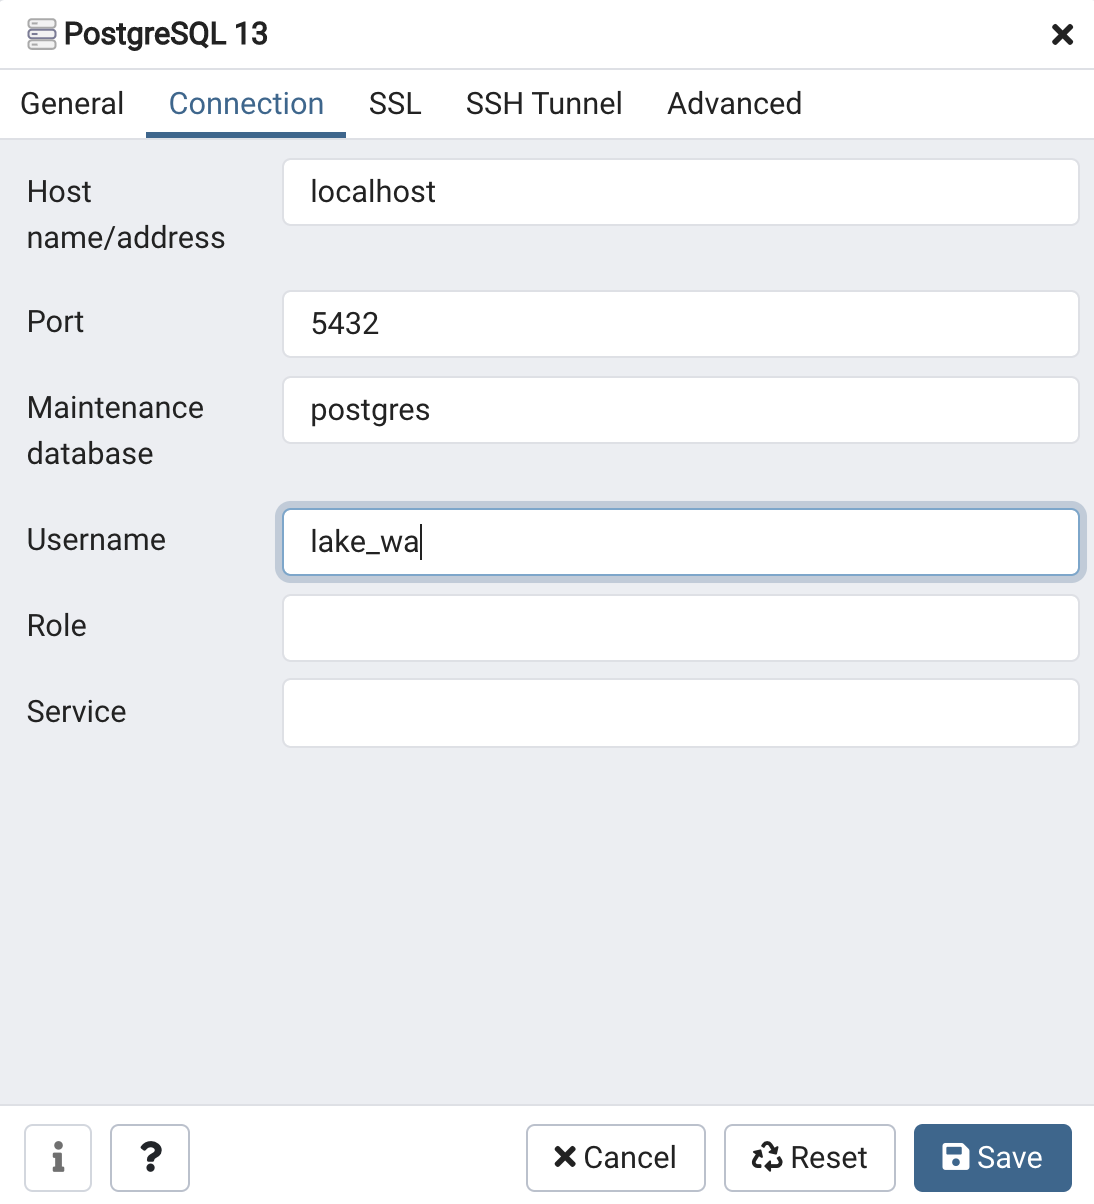 PostgreSQL 13
General Connection SSL SSH Tunnel Advanced
Host name/address
localhost
Port
5432
Maintenance database
postgres
Username
lake_wa
Role
Service
i ? Cancel Reset Save